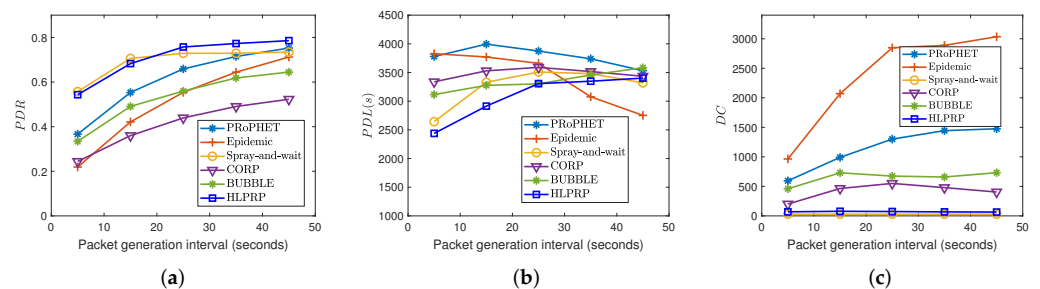 0.8
0.6
0.4
0.2
0
PDR
0 10 20 30 40 50
Packet generation interval (seconds)
PRoPHET
Epidemic
Spray-and-wait
CORP
BUBBLE
HLPRP
(a)
4500
4000
3500
3000
2500
2000
1500
1000
PDL(s)
0 10 20 30 40 50
Packet generation interval (seconds)
PRoPHET
Epidemic
Spray-and-wait
CORP
BUBBLE
HLPRP
(b)
3000
2500
2000
1500
1000
500
0
DC
0 10 20 30 40 50
Packet generation interval (seconds)
PRoPHET
Epidemic
Spray-and-wait
CORP
BUBBLE
HLPRP
(c)